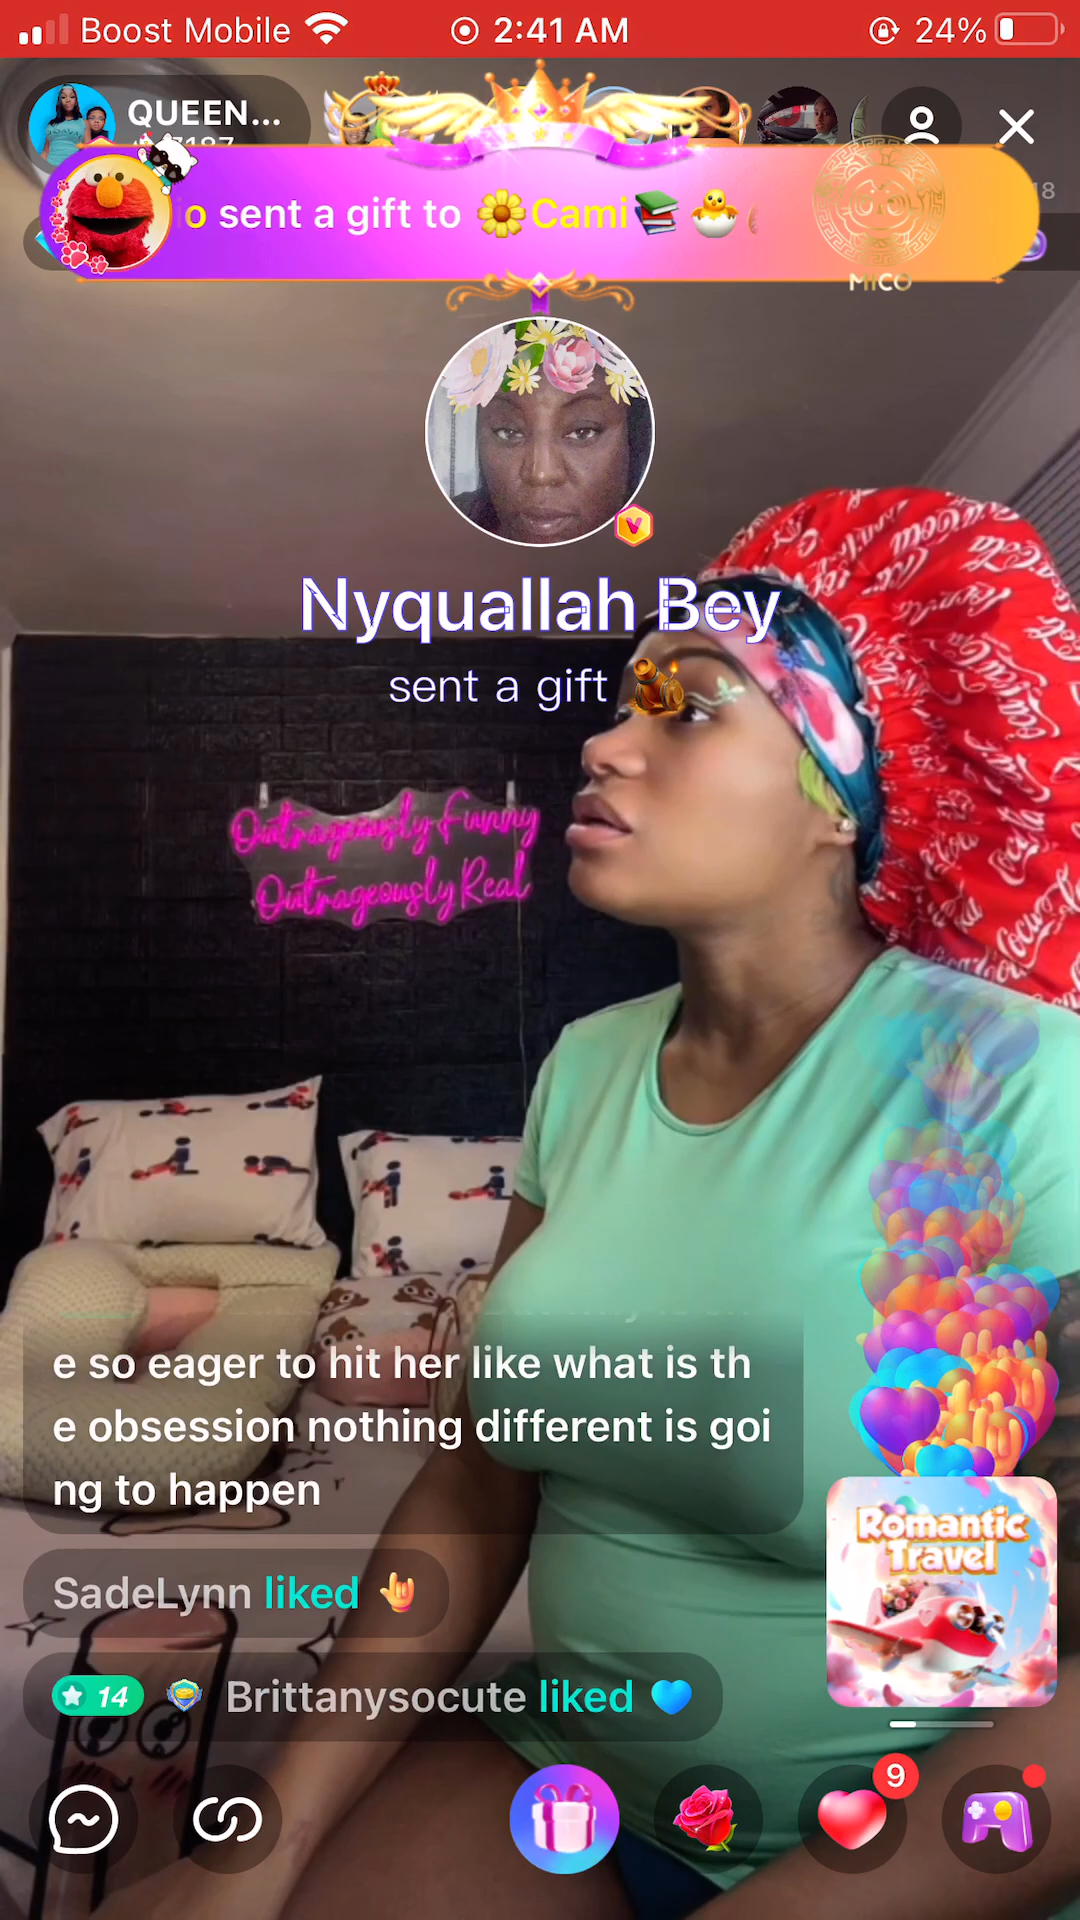 Boost Mobile
2:41 AM
24%
QUEEN...
7187
18
o sent a gift to 🌼Cami📚🐣
MICO
Nyquallah Bey
sent a gift
Outrageously Funny
Outrageously Real
e so eager to hit her like what is th
e obsession nothing different is goi
ng to happen
SadeLynn liked 🤟
14 Brittanysocute liked 💙
Romantic
Travel
9